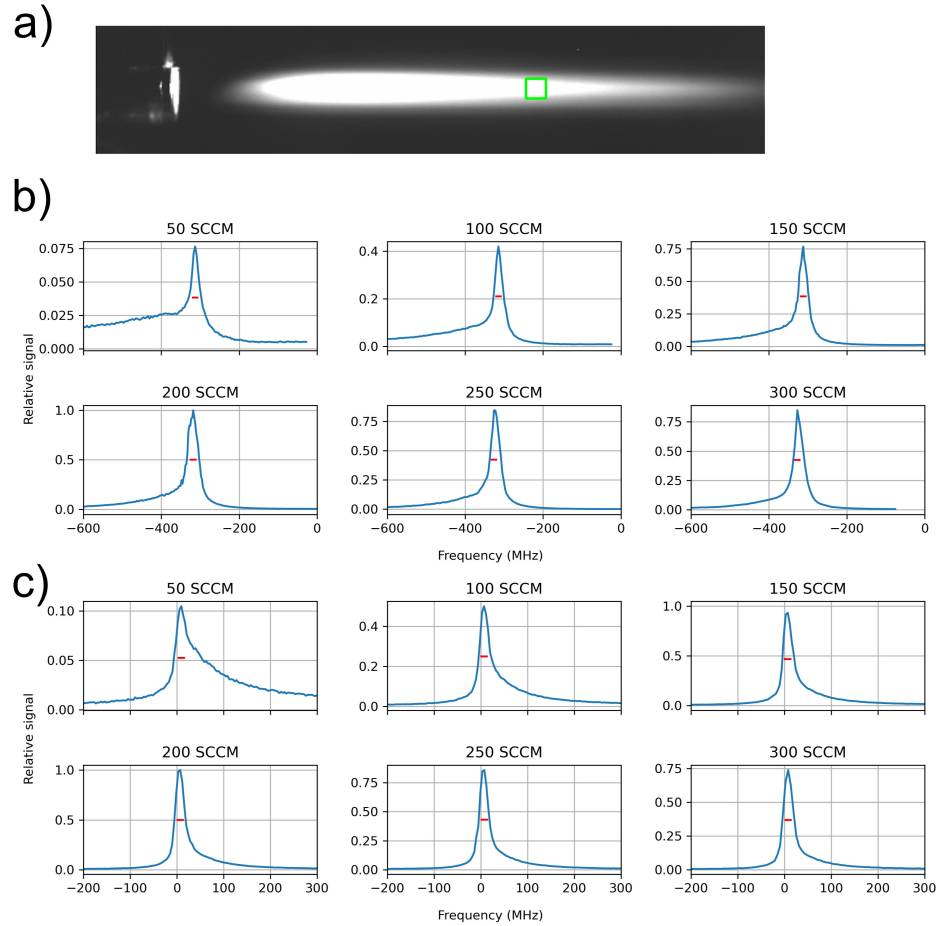 a)
b)
50 SCCM 100 SCCM 150 SCCM
0.075 0.4 0.75
0.050 0.50
0.2
0.025 0.25
0.000 0.0 0.00
Relative signal
200 SCCM 250 SCCM 300 SCCM
1.0 0.75 0.75
0.50 0.50
0.5
0.25 0.25
0.0 0.00 0.00
−600 −400 −200 0 −600 −400 −200 0 −600 −400 −200 0
Frequency (MHz)
c)
50 SCCM 100 SCCM 150 SCCM
0.10 0.4 1.0
0.05 0.2 0.5
0.00 0.0 0.0
Relative signal
200 SCCM 250 SCCM 300 SCCM
1.0 0.75 0.75
0.5 0.50 0.50
0.25 0.25
0.0 0.00 0.00
−200 −100 0 100 200 300 −200 −100 0 100 200 300 −200 −100 0 100 200 300
Frequency (MHz)